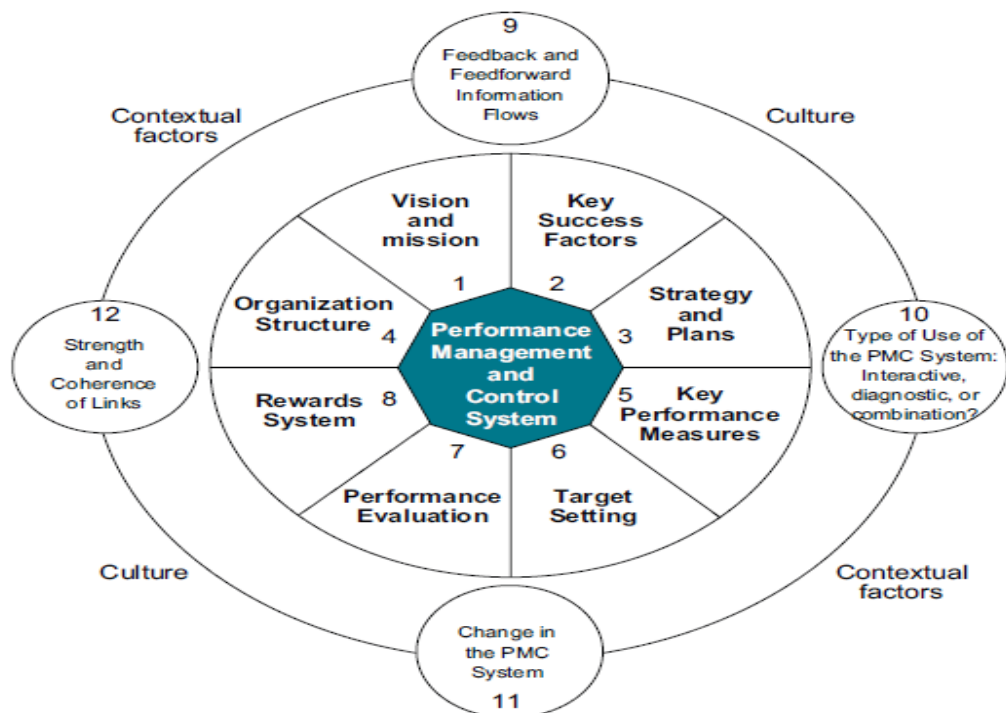 9
Feedback and
Feedforward
Information
Flows
Contextual
factors
Culture
Vision
and
mission
1
Key
Success
Factors
2
Organization
Structure
4
Strategy
and
Plans
3
Performance
Management
and
Control
System
12
Strength
and
Coherence
of Links
10
Type of Use of
the PMC System:
Interactive,
diagnostic, or
combination?
Rewards
System
8
5
Key
Performance
Measures
7
Performance
Evaluation
6
Target
Setting
Culture
Contextual
factors
Change in
the PMC
System
11